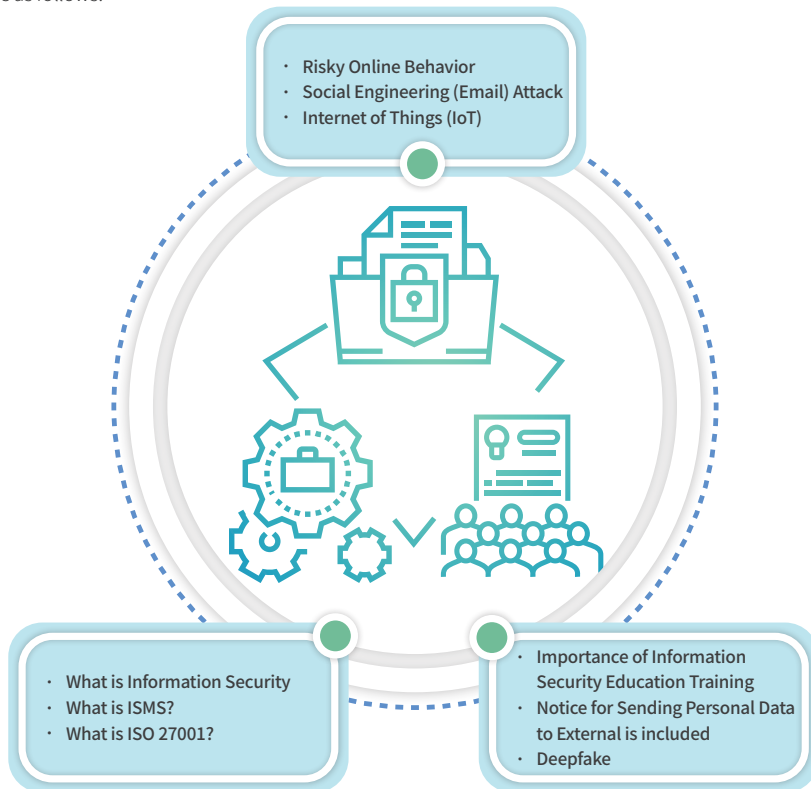 · Risky Online Behavior
· Social Engineering (Email) Attack
· Internet of Things (IoT)
· What is Information Security
· What is ISMS?
· What is ISO 27001?
· Importance of Information
Security Education Training
· Notice for Sending Personal Data
to External is included
· Deepfake